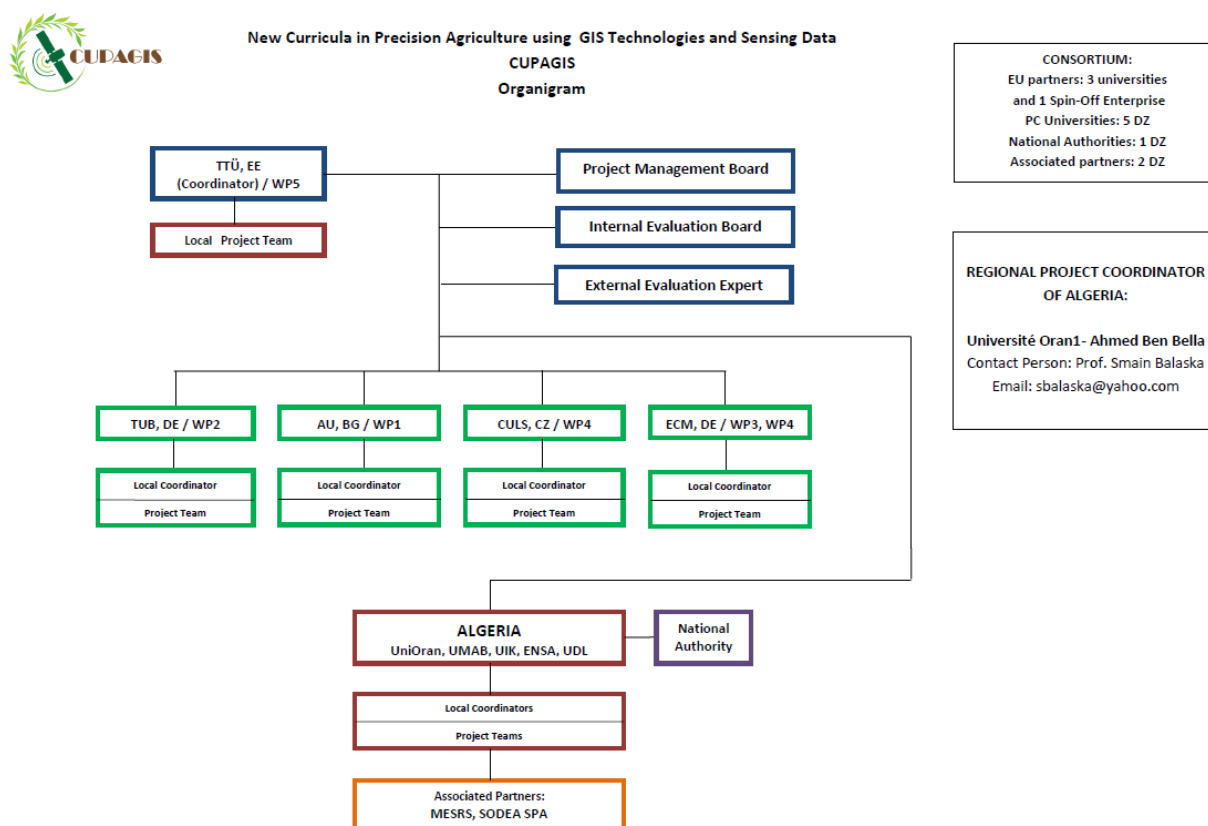 CUPAGIS
New Curricula in Precision Agriculture using GIS Technologies and Sensing Data
CUPAGIS
Organigram
CONSORTIUM:
EU partners: 3 universities
and 1 Spin-Off Enterprise
PC Universities: 5 DZ
National Authorities: 1 DZ
Associated partners: 2 DZ
TTÜ, EE
(Coordinator) / WP5
Local Project Team
Project Management Board
Internal Evaluation Board
External Evaluation Expert
REGIONAL PROJECT COORDINATOR
OF ALGERIA:
Université Oran1- Ahmed Ben Bella
Contact Person: Prof. Smain Balaska
Email: sbalaska@yahoo.com
TUB, DE / WP2
Local Coordinator
Project Team
AU, BG / WP1
Local Coordinator
Project Team
CULS, CZ / WP4
Local Coordinator
Project Team
ECM, DE / WP3, WP4
Local Coordinator
Project Team
ALGERIA
UniOran, UMAB, UIK, ENSA, UDL
National
Authority
Local Coordinators
Project Teams
Associated Partners:
MESRS, SODEA SPA